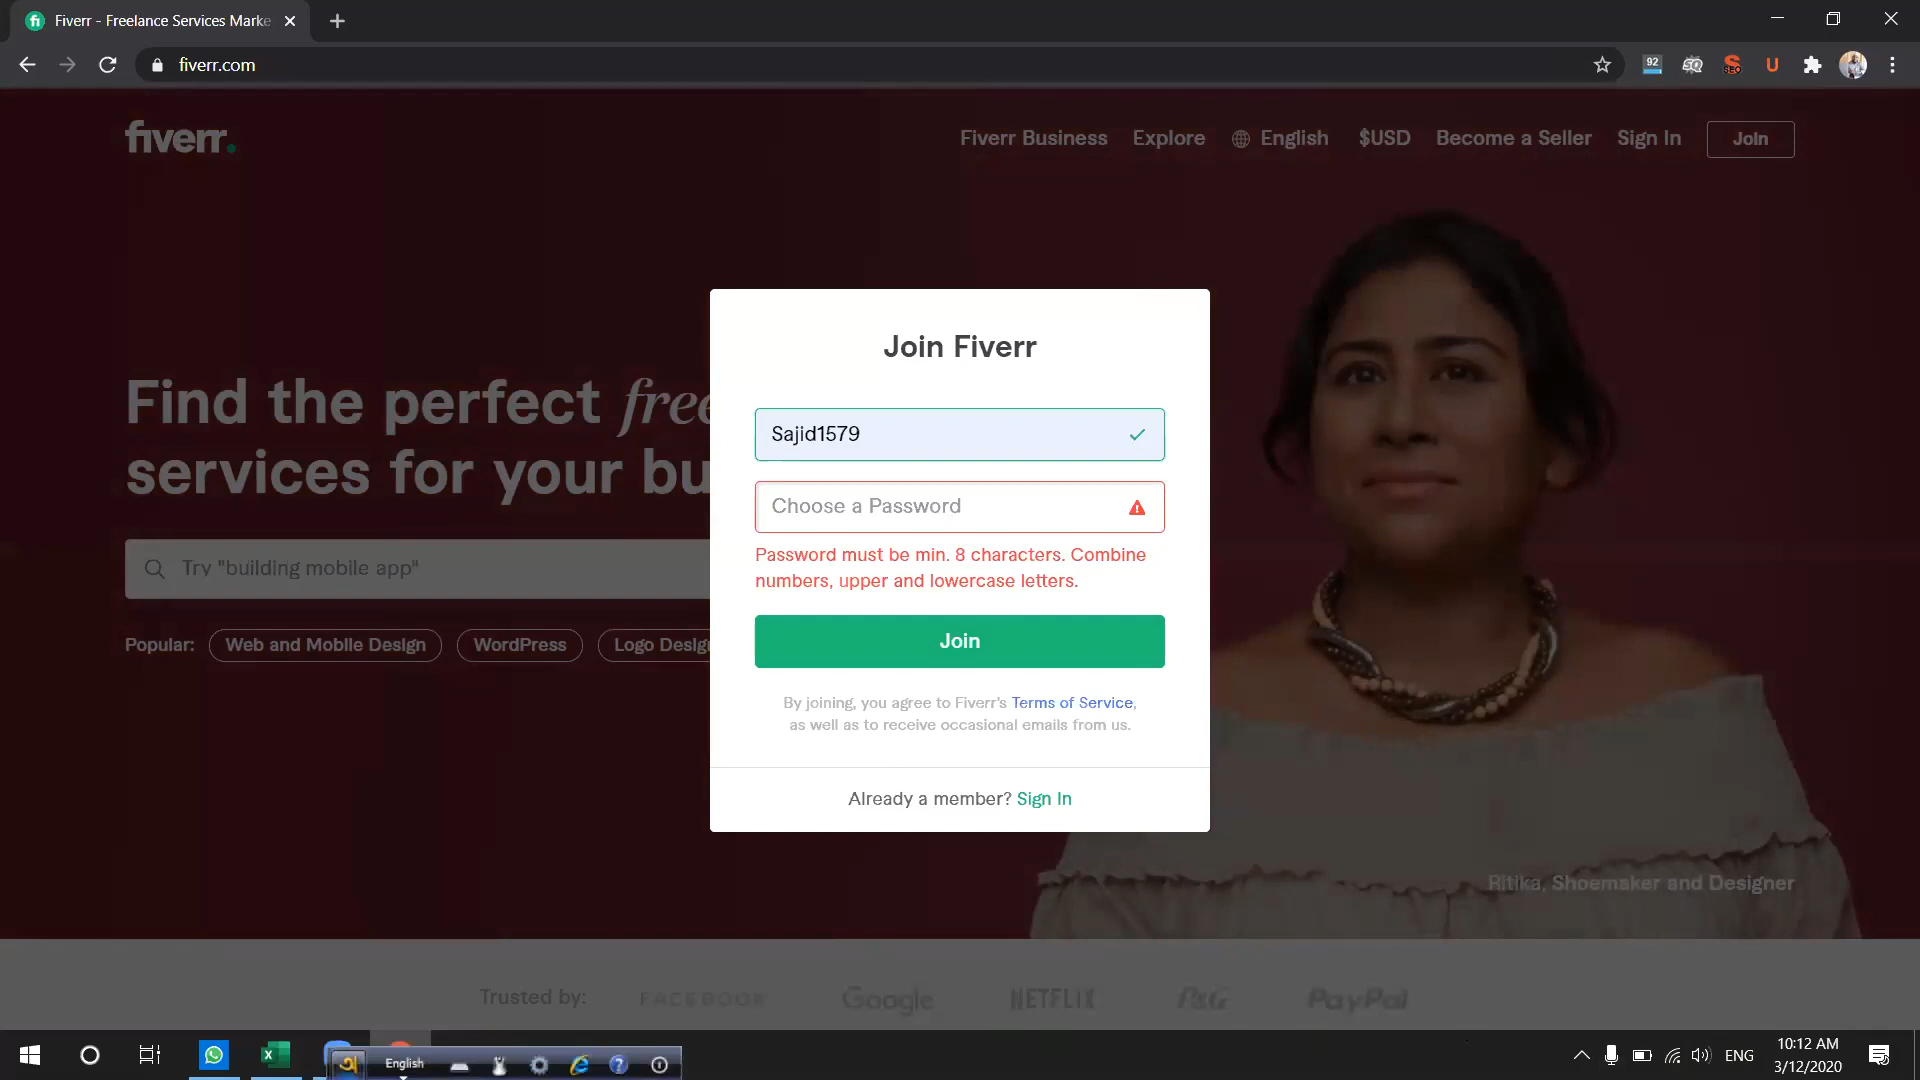 Fiverr - Freelance Services Marke
fiverr.com
92
SEO
U
fiverr.
Fiverr Business Explore English $USD Become a Seller Sign In Join
Find the perfect free
services for your bu
Try "building mobile app"
Popular: Web and Mobile Design WordPress Logo Desig
Join Fiverr
Sajid1579
Choose a Password
Password must be min. 8 characters. Combine
numbers, upper and lowercase letters.
Join
By joining, you agree to Fiverr's Terms of Service,
as well as to receive occasional emails from us.
Already a member? Sign In
Ritika, Shoemaker and Designer
Trusted by: FACEBOOK Google NETFLIX P&G PayPal
English
ENG
10:12 AM
3/12/2020